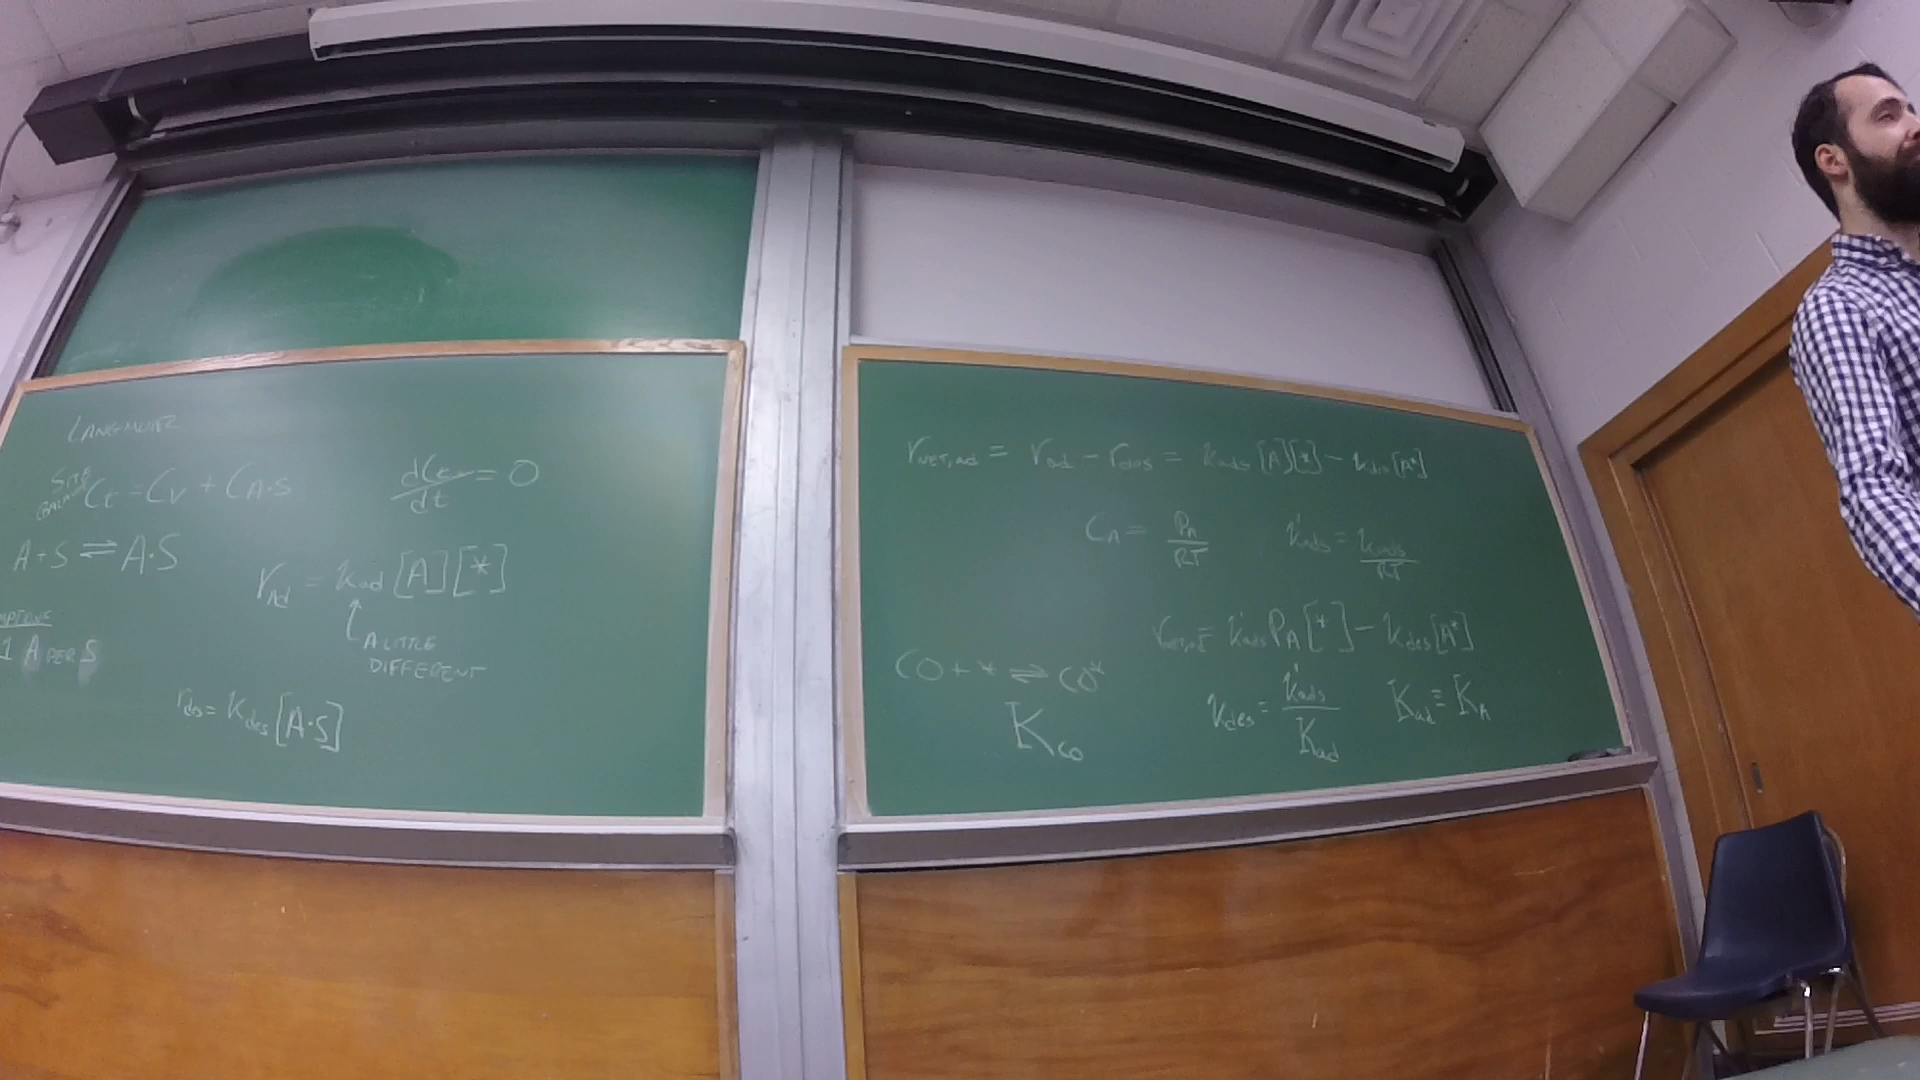 LANGMUIR
SITE BALANCE Ct = Cv + CA·S
dCt/dt = 0
A + S ⇌ A·S
rAd = kad [A][*]
A LITTLE
DIFFERENT
1 A PER S
rdes = kdes [A·S]
rNET,ad = rad - rdes = kads [A][*] - kdes [A*]
CA = PA/RT
k'ads = kads/RT
rNET, = k'ads PA [*] - kdes [A*]
CO + * ⇌ CO*
KCO
kdes = k'ads/Kad
Kad ≡ KA